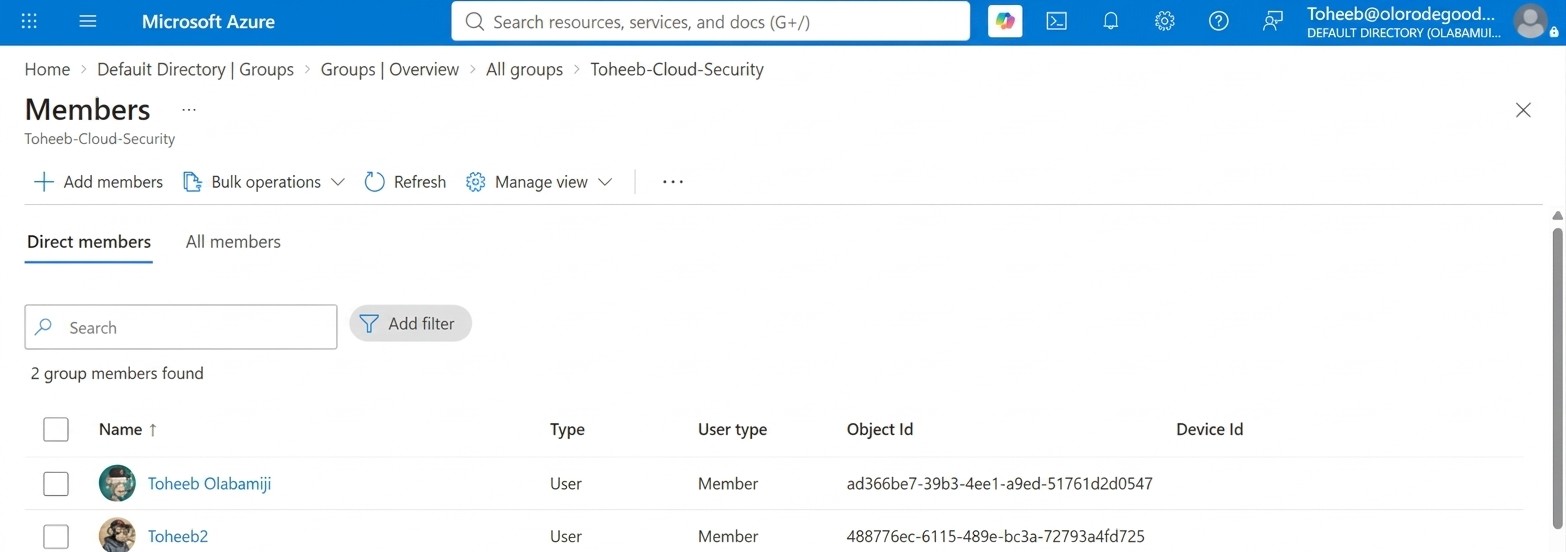 Microsoft Azure
Search resources, services, and docs (G+/)
Toheeb@olorodegood...
DEFAULT DIRECTORY (OLABAMIJI...
Home > Default Directory | Groups > Groups | Overview > All groups > Toheeb-Cloud-Security
Members ...
Toheeb-Cloud-Security
Add members Bulk operations Refresh Manage view ...
Direct members All members
Search Add filter
2 group members found
Name ↑ Type User type Object Id Device Id
Toheeb Olabamiji User Member ad366be7-39b3-4ee1-a9ed-51761d2d0547
Toheeb2 User Member 488776ec-6115-489e-bc3a-72793a4fd725